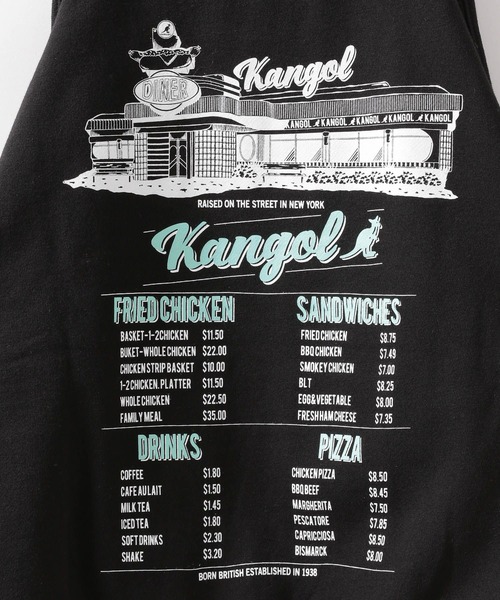 DINER
Kangol
KANGOL KANGOL KANGOL KANGOL KANGOL
RAISED ON THE STREET IN NEW YORK
Kangol
FRIED CHICKEN
BASKET-1-2CHICKEN $11.50
BUKET-WHOLE CHICKEN $22.00
CHICKEN STRIP BASKET $10.00
1-2 CHICKEN. PLATTER $11.50
WHOLE CHICKEN $22.50
FAMILY MEAL $35.00
SANDWICHES
FRIED CHICKEN $8.75
BBQ CHICKEN $7.49
SMOKEY CHICKEN $7.00
BLT $8.25
EGG&VEGETABLE $8.00
FRESH HAM CHEESE $7.35
DRINKS
COFFEE $1.80
CAFE AU LAIT $1.50
MILK TEA $1.45
ICED TEA $1.80
SOFT DRINKS $2.30
SHAKE $3.20
PIZZA
CHICKEN PIZZA $8.50
BBQ BEEF $8.45
MARGHERITA $7.50
PESCATORE $7.85
CAPRICCIOSA $8.50
BISMARCK $8.00
BORN BRITISH ESTABLISHED IN 1938